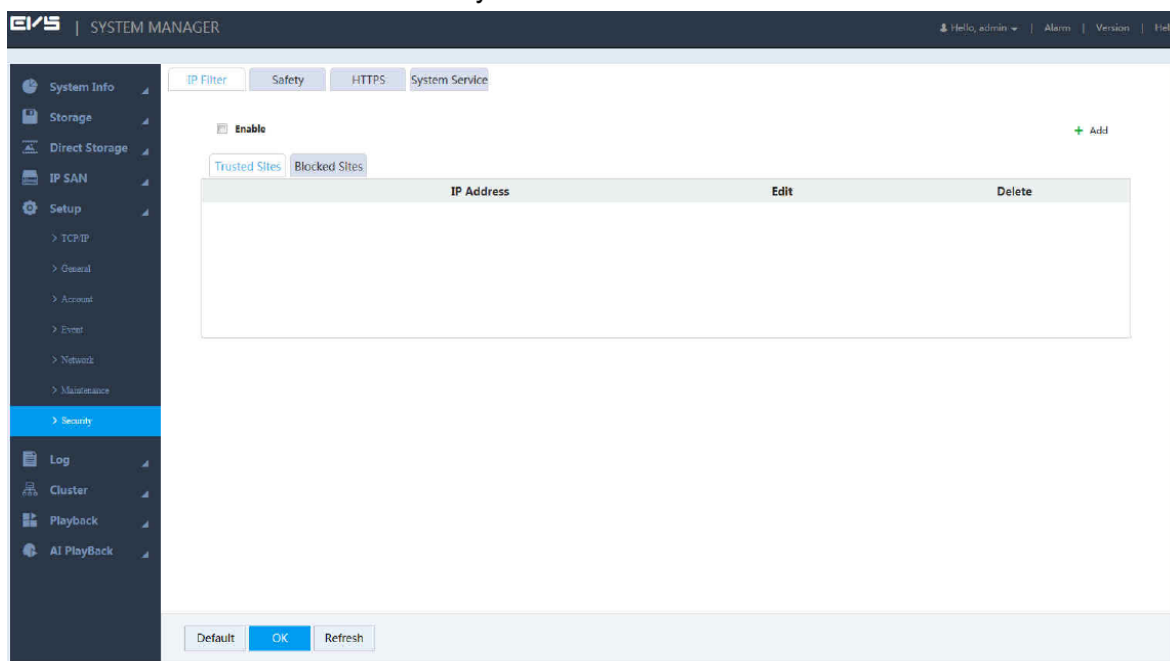 EVS | SYSTEM MANAGER
Hello, admin | Alarm | Version | Hel
System Info
Storage
Direct Storage
IP SAN
Setup
> TCP/IP
> General
> Account
> Event
> Network
> Maintenance
> Security
Log
Cluster
Playback
AI PlayBack
IP Filter Safety HTTPS System Service
Enable
+ Add
Trusted Sites Blocked Sites
IP Address Edit Delete
Default OK Refresh